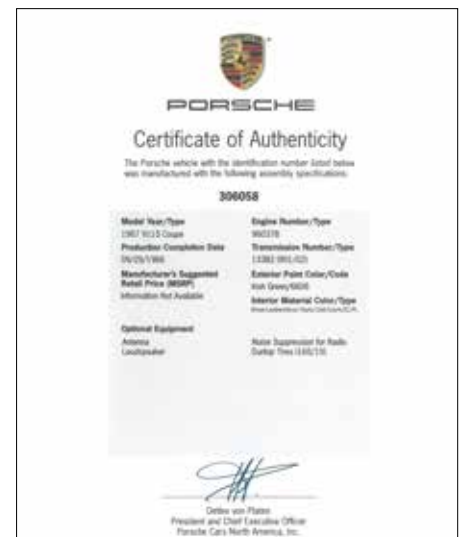 PORSCHE
Certificate of Authenticity
The Porsche vehicle with the identification number listed below
was manufactured with the following assembly specifications.
306058
Model Year/Type
1967 911S Coupe
Production Completion Date
Manufacturer's Suggested
Retail Price (MSRP)
Information Not Available
Engine Number/Type
960378
Transmission Number/Type
Exterior Paint Color/Code
Irish Green/6606
Interior Material Color/Type
Optional Equipment
Antenna
Loudspeaker
Noise Suppression for Radio
Dunlop Tires (165/15)
Detlev von Platen
President and Chief Executive Officer
Porsche Cars North America, Inc.